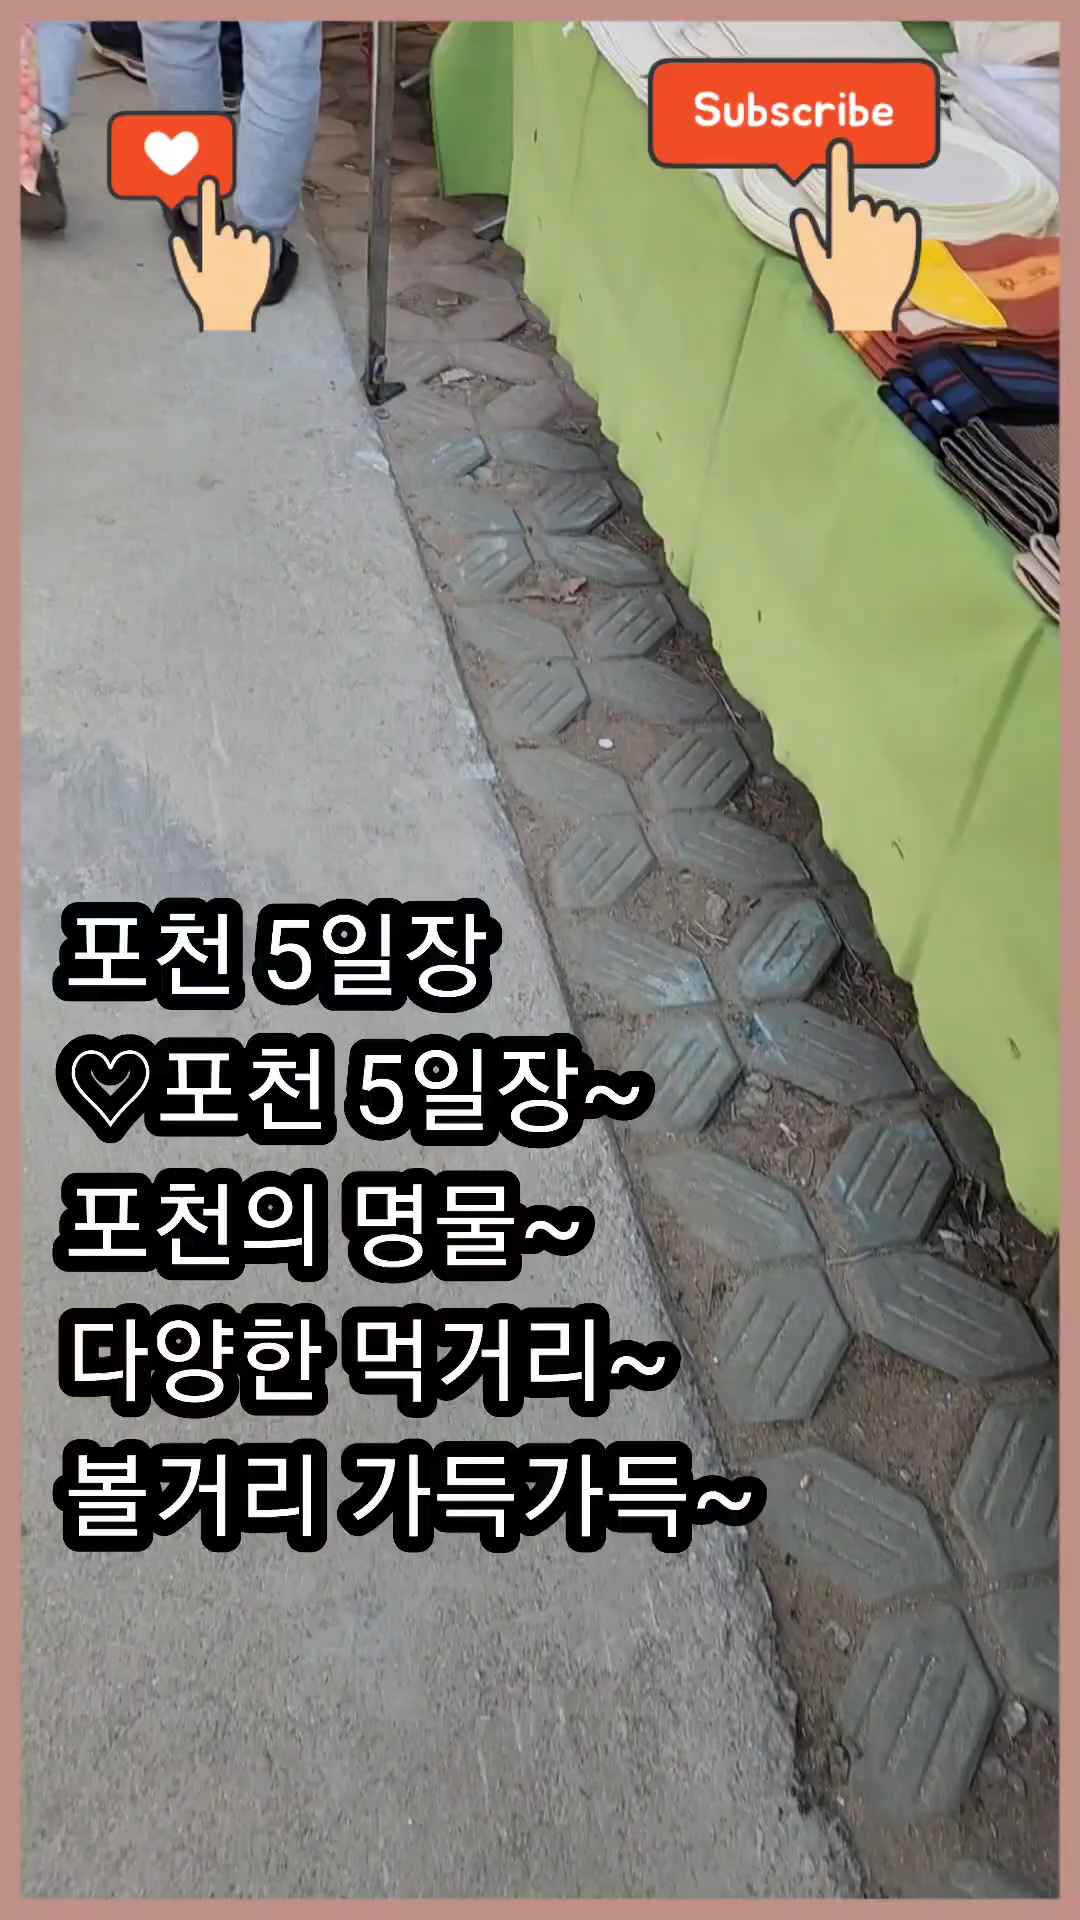 Subscribe
포천 5일장
♡포천 5일장~
포천의 명물~
다양한 먹거리~
볼거리 가득가득~